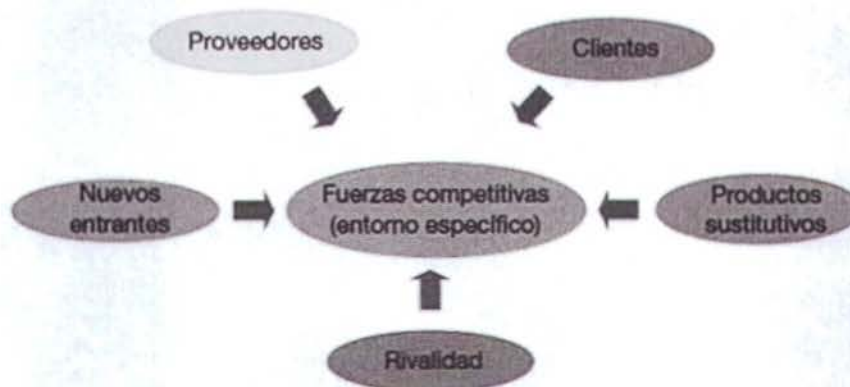 Proveedores
Clientes
Nuevos
entrantes
Fuerzas competitivas
(entorno específico)
Productos
sustitutivos
Rivalidad